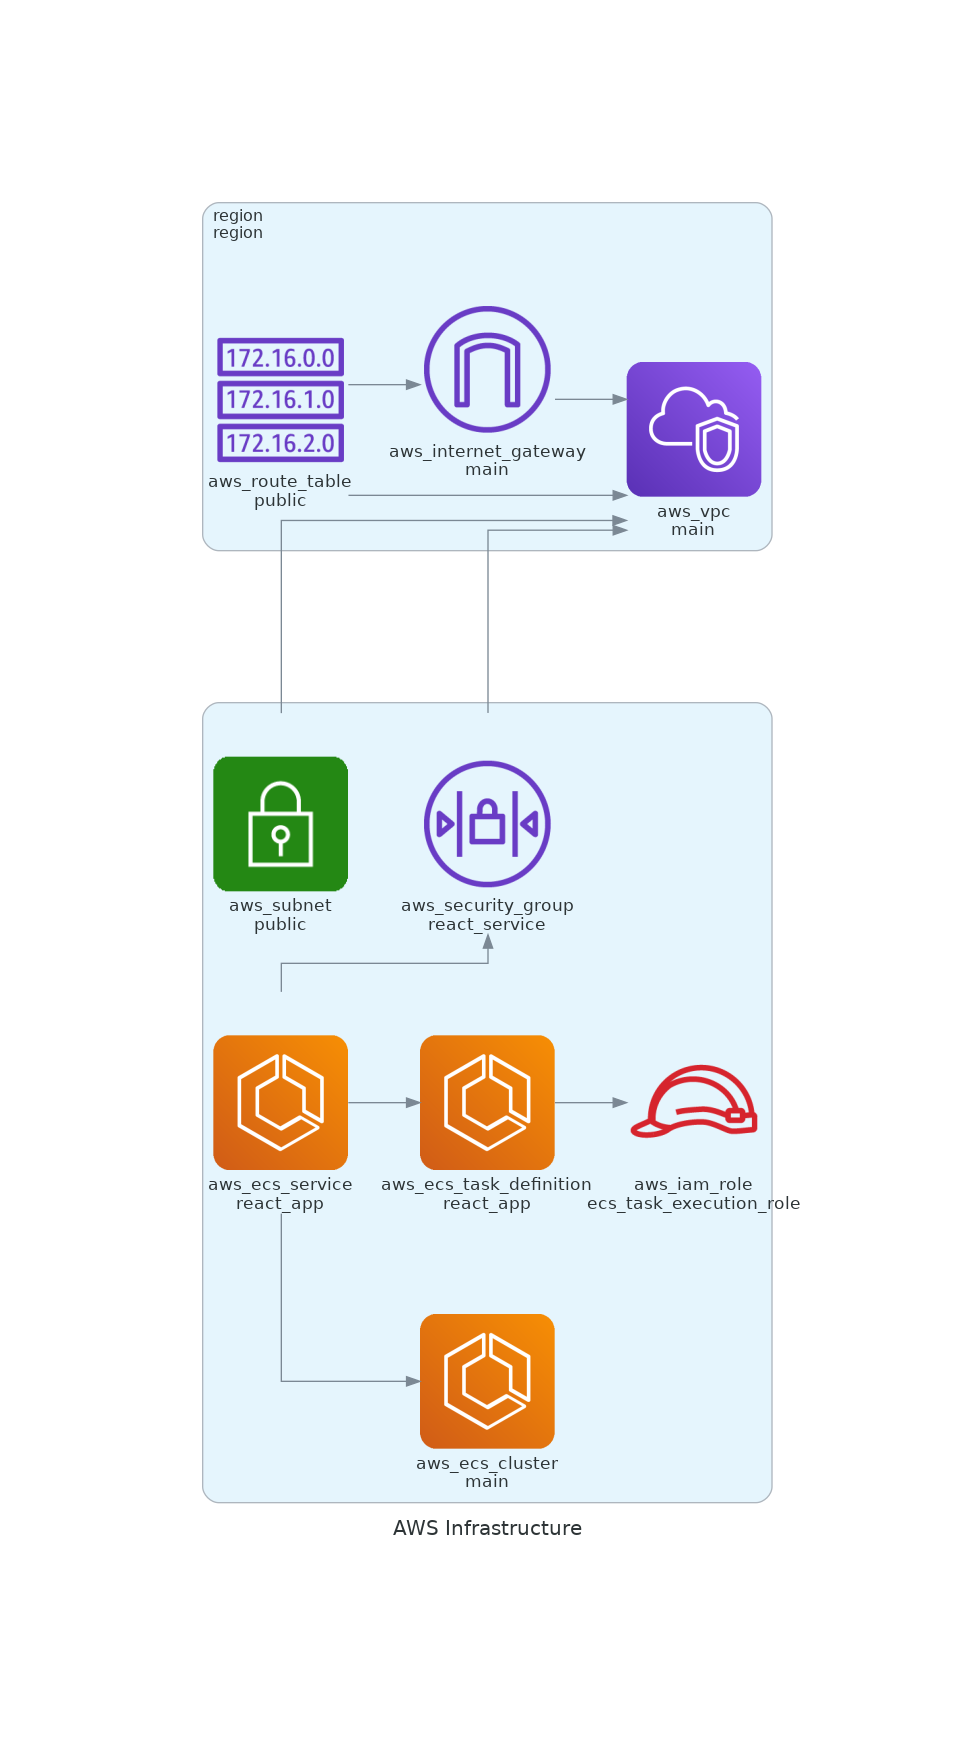 region
region
172.16.0.0
172.16.1.0
172.16.2.0
aws_route_table
public
aws_internet_gateway
main
aws_vpc
main
aws_subnet
public
aws_security_group
react_service
aws_ecs_service
react_app
aws_ecs_task_definition
react_app
aws_iam_role
ecs_task_execution_role
aws_ecs_cluster
main
AWS Infrastructure